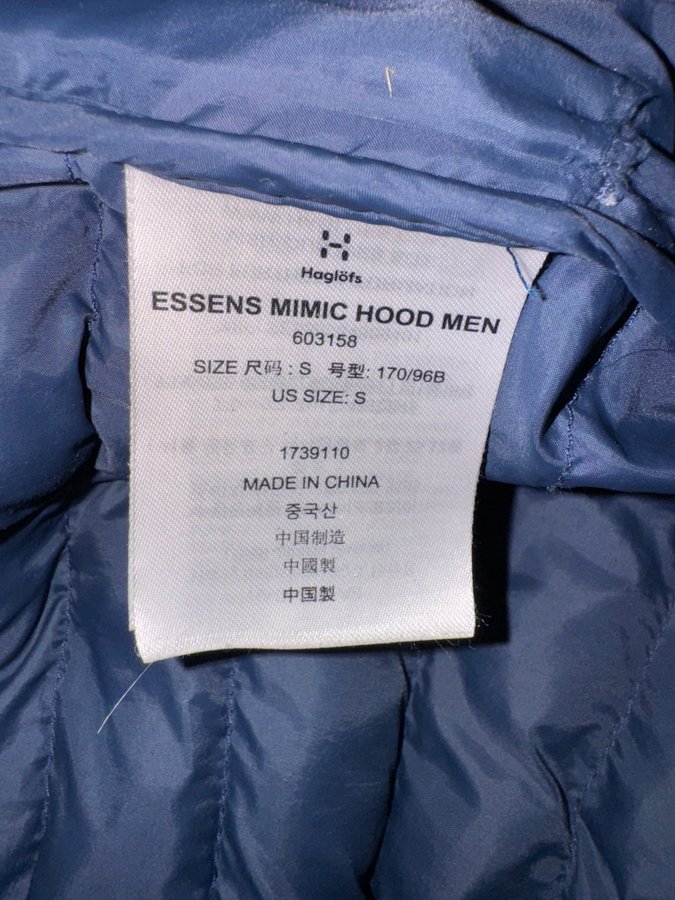 Haglöfs
ESSENS MIMIC HOOD MEN
603158
SIZE 尺码 : S 号型: 170/96B
US SIZE: S
1739110
MADE IN CHINA
중국산
中国制造
中國製
中国製